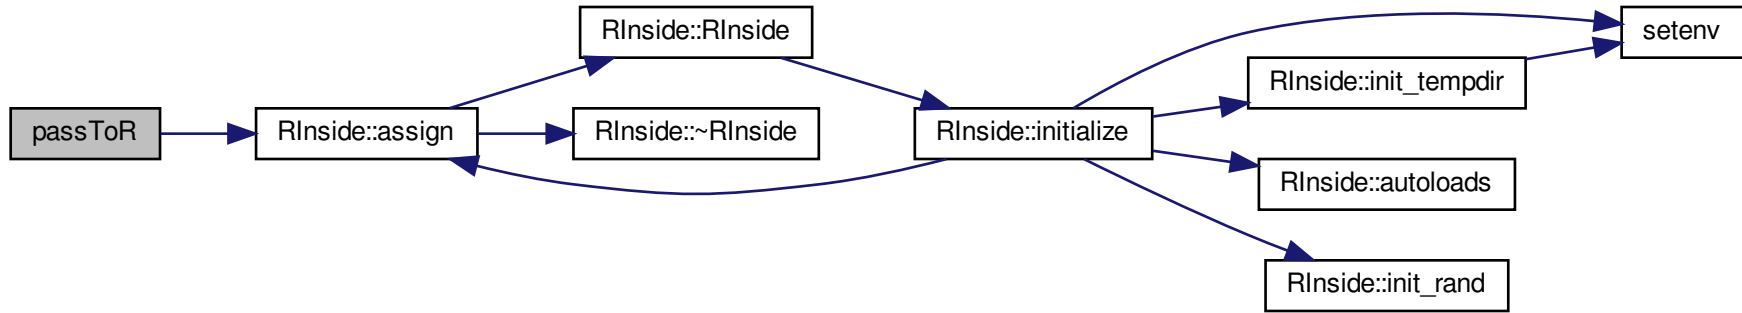 passToR
RInside::assign
RInside::RInside
RInside::~RInside
RInside::initialize
setenv
RInside::init_tempdir
RInside::autoloads
RInside::init_rand